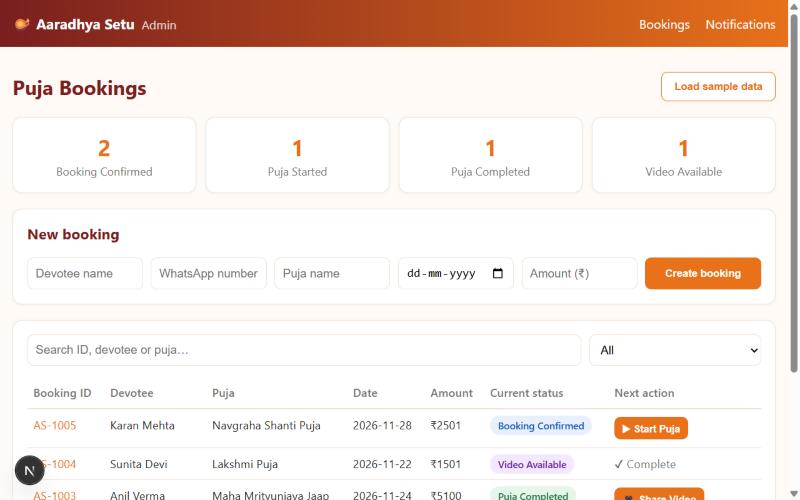 Aaradhya Setu Admin Bookings Notifications
Puja Bookings
Load sample data
2 1 1 1
Booking Confirmed Puja Started Puja Completed Video Available
New booking
Devotee name WhatsApp number Puja name dd-mm-yyyy Amount (₹) Create booking
Search ID, devotee or puja… All
Booking ID Devotee Puja Date Amount Current status Next action
AS-1005 Karan Mehta Navgraha Shanti Puja 2026-11-28 ₹2501 Booking Confirmed ▶ Start Puja
N S-1004 Sunita Devi Lakshmi Puja 2026-11-22 ₹1501 Video Available ✓ Complete
AS-1003 Anil Verma Maha Mrityunjaya Jaap 2026-11-24 ₹5100 Puja Completed Share Video